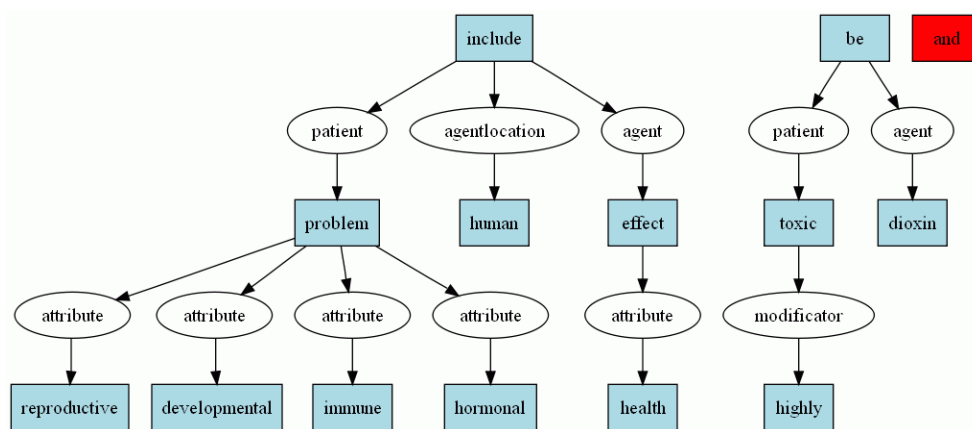 include be and
patient agentlocation agent patient agent
problem human effect toxic dioxin
attribute attribute attribute attribute attribute modificator
reproductive developmental immune hormonal health highly